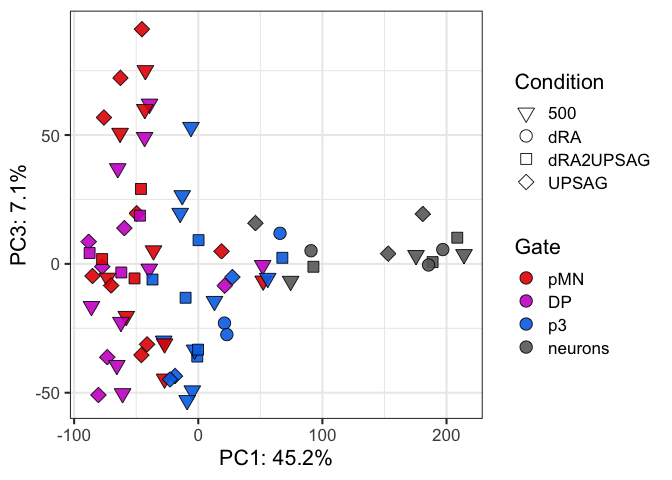 50
0
-50
PC3: 7.1%
-100
0
100
200
PC1: 45.2%
Condition
500
dRA
dRA2UPSAG
UPSAG
Gate
pMN
DP
p3
neurons